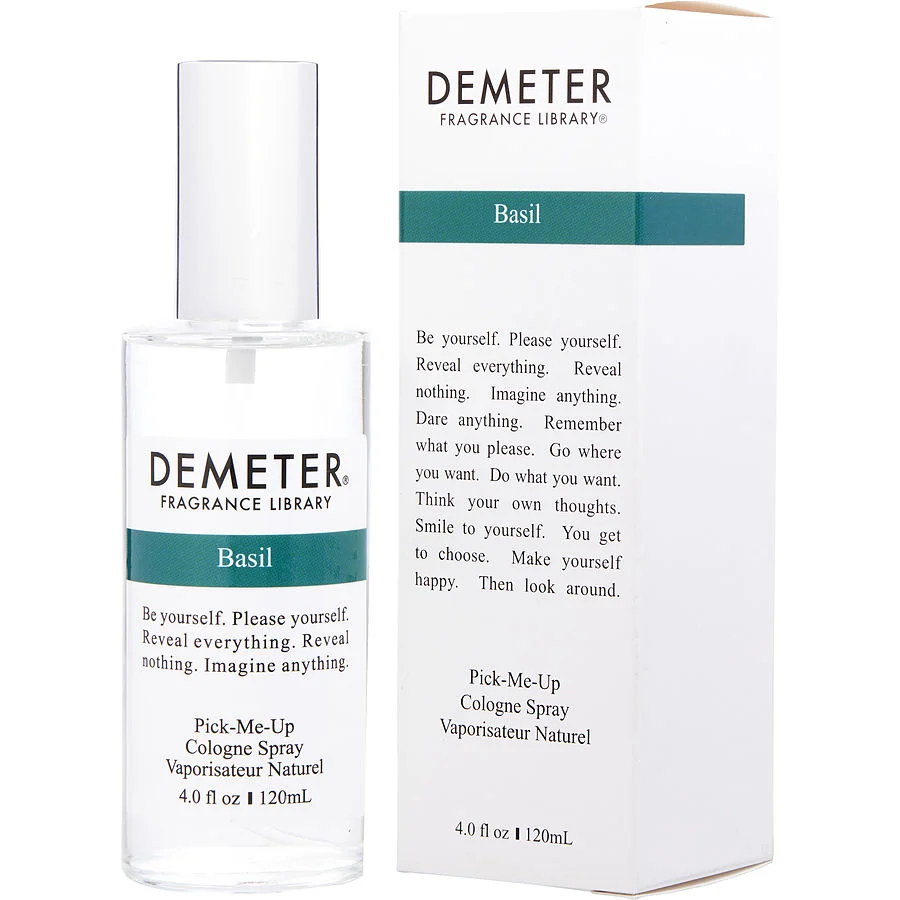 DEMETER®
FRAGRANCE LIBRARY
Basil
Be yourself. Please yourself.
Reveal everything. Reveal
nothing. Imagine anything.
Pick-Me-Up
Cologne Spray
Vaporisateur Naturel
4.0 fl oz | 120mL
DEMETER
FRAGRANCE LIBRARY®
Basil
Be yourself. Please yourself.
Reveal everything. Reveal
nothing. Imagine anything.
Dare anything. Remember
what you please. Go where
you want. Do what you want.
Think your own thoughts.
Smile to yourself. You get
to choose. Make yourself
happy. Then look around.
Pick-Me-Up
Cologne Spray
Vaporisateur Naturel
4.0 fl oz | 120mL